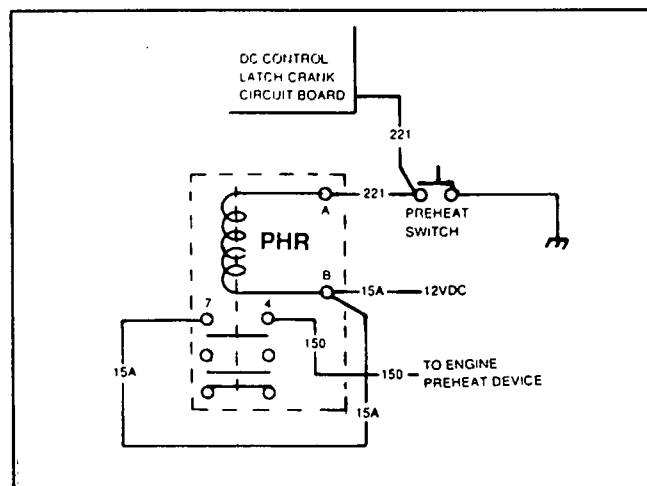 DC CONTROL
LATCH CRANK
CIRCUIT BOARD
221
A
221
PREHEAT
SWITCH
PHR
B
15A
12VDC
7
4
150
15A
150
TO ENGINE
PREHEAT DEVICE
15A